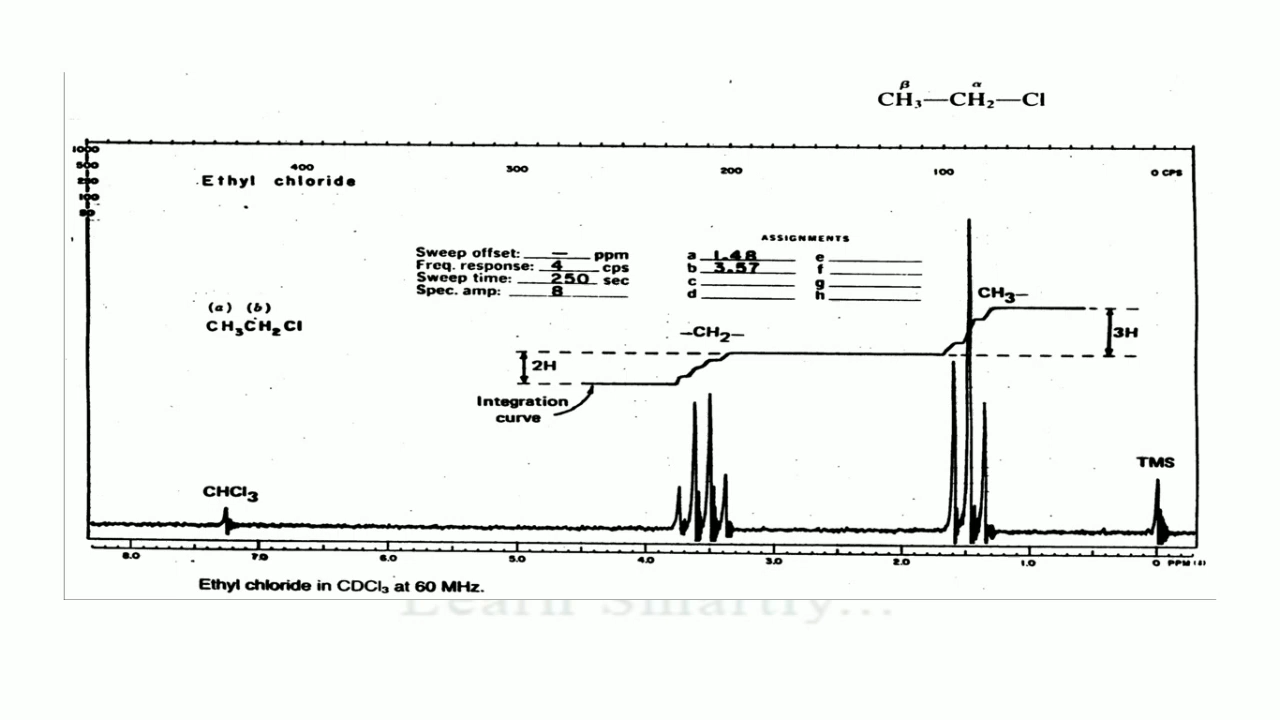 β α
CH₃—CH₂—Cl
1000
500
250
100
50
400 300 200 100 0 CPS
Ethyl chloride
ASSIGNMENTS
Sweep offset: — ppm
Freq. response: 4 cps
Sweep time: 250 sec
Spec. amp: 8
a 1.48 e
b 3.57 f
c g
d h
(a) (b)
CH₃CH₂Cl
CH₃—
—CH₂—
3H
2H
Integration
curve
CHCl₃
TMS
8.0 7.0 6.0 5.0 4.0 3.0 2.0 1.0 0 PPM (δ)
Ethyl chloride in CDCl₃ at 60 MHz.
Learn Smartly...